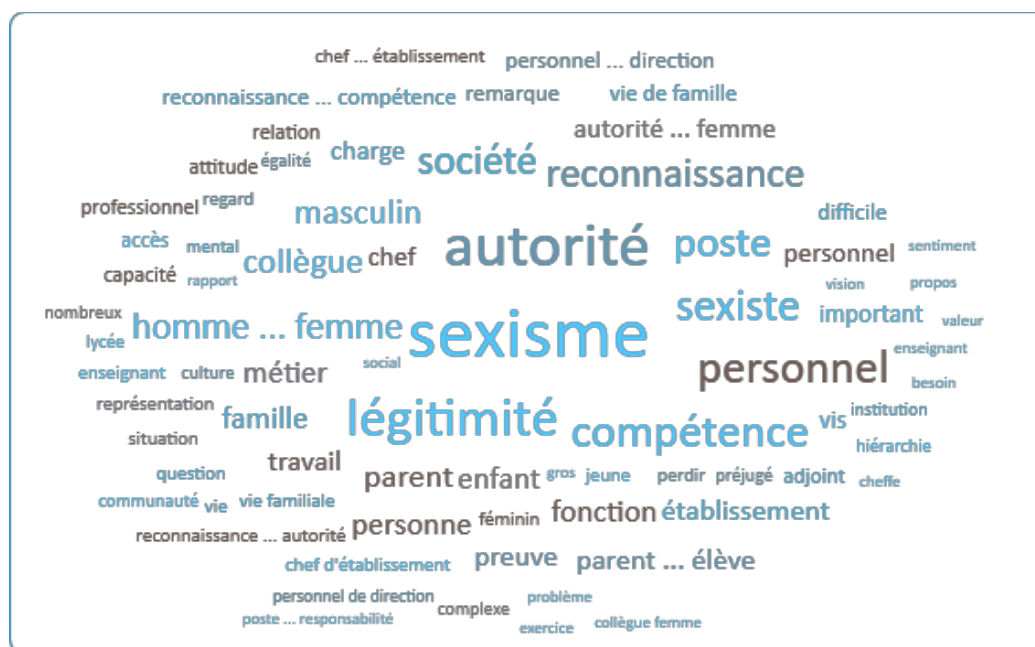 chef ... établissement
personnel ... direction
reconnaissance ... compétence
remarque
vie de famille
relation
autorité ... femme
attitude
égalité
charge
société
reconnaissance
professionnel
regard
masculin
difficile
accès
mental
collègue
chef
autorité
poste
personnel
sentiment
capacité
rapport
vision
propos
nombreux
lycée
homme ... femme
sexisme
sexiste
important
valeur
enseignant
culture
métier
social
personnel
enseignant
besoin
représentation
famille
légitimité
compétence
vis
institution
situation
hiérarchie
question
travail
parent
enfant
gros
jeune
perdir
préjugé
adjoint
cheffe
communauté
vie
vie familiale
reconnaissance ... autorité
personne
féminin
fonction
établissement
chef d'établissement
preuve
parent ... élève
personnel de direction
complexe
problème
poste ... responsabilité
exercice
collègue femme